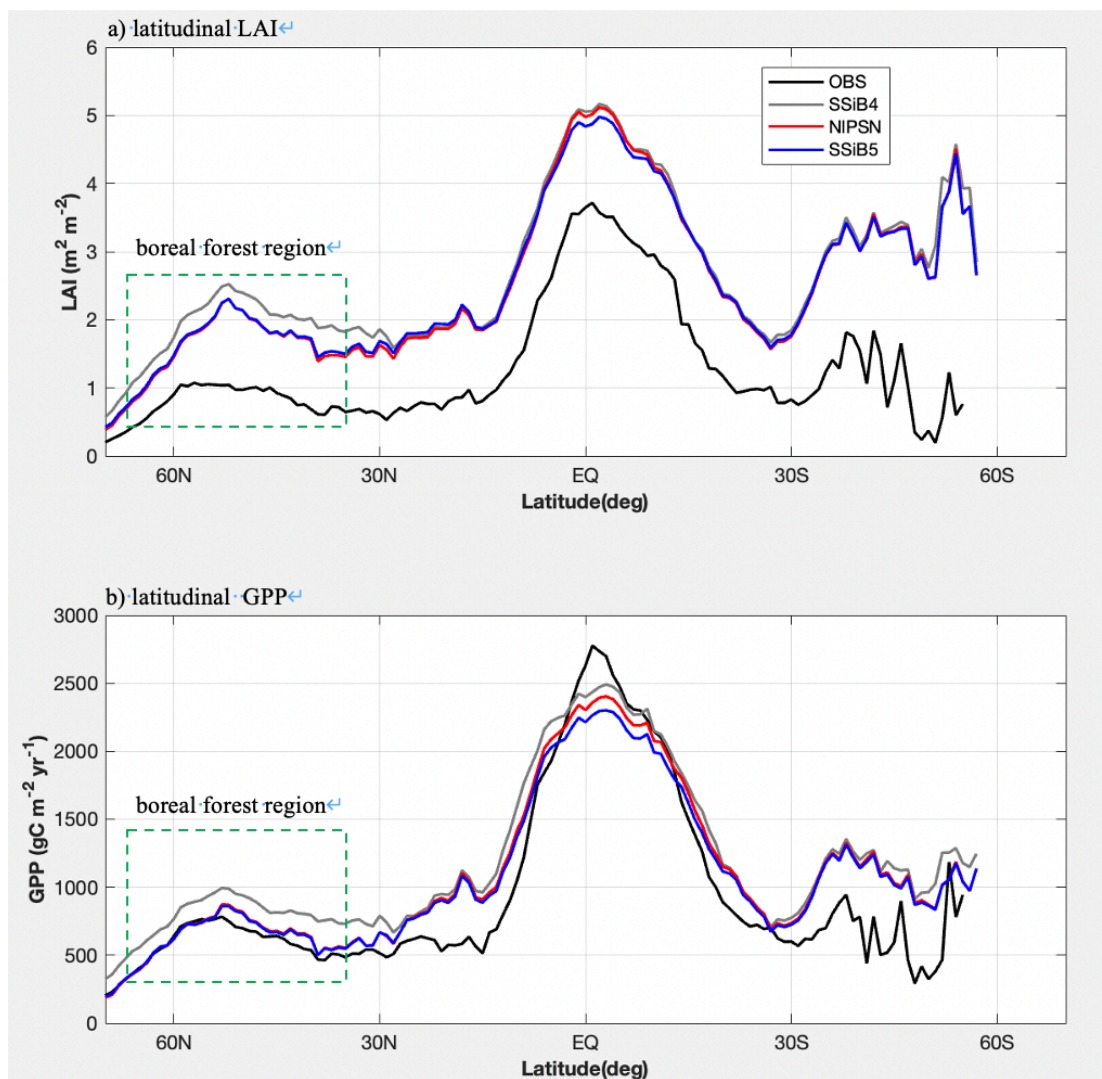 a) latitudinal LAI↵
6
5
4
3
2
1
0
LAI (m² m⁻²)
OBS
SSiB4
NIPSN
SSiB5
boreal forest region↵
60N 30N EQ 30S 60S
Latitude(deg)
b) latitudinal GPP↵
3000
2500
2000
1500
1000
500
0
GPP (gC m⁻² yr⁻¹)
boreal forest region↵
60N 30N EQ 30S 60S
Latitude(deg)